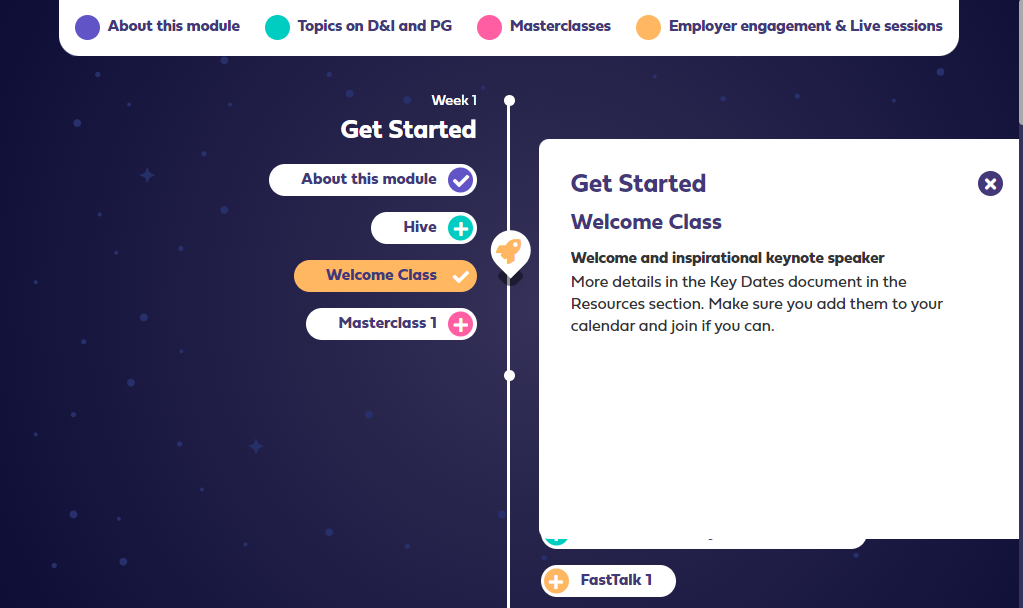 About this module
Topics on D&I and PG
Masterclasses
Employer engagement & Live sessions
Week 1
Get Started
About this module
Hive
Welcome Class
Masterclass 1
Get Started
Welcome Class
Welcome and inspirational keynote speaker
More details in the Key Dates document in the
Resources section. Make sure you add them to your
calendar and join if you can.
FastTalk 1